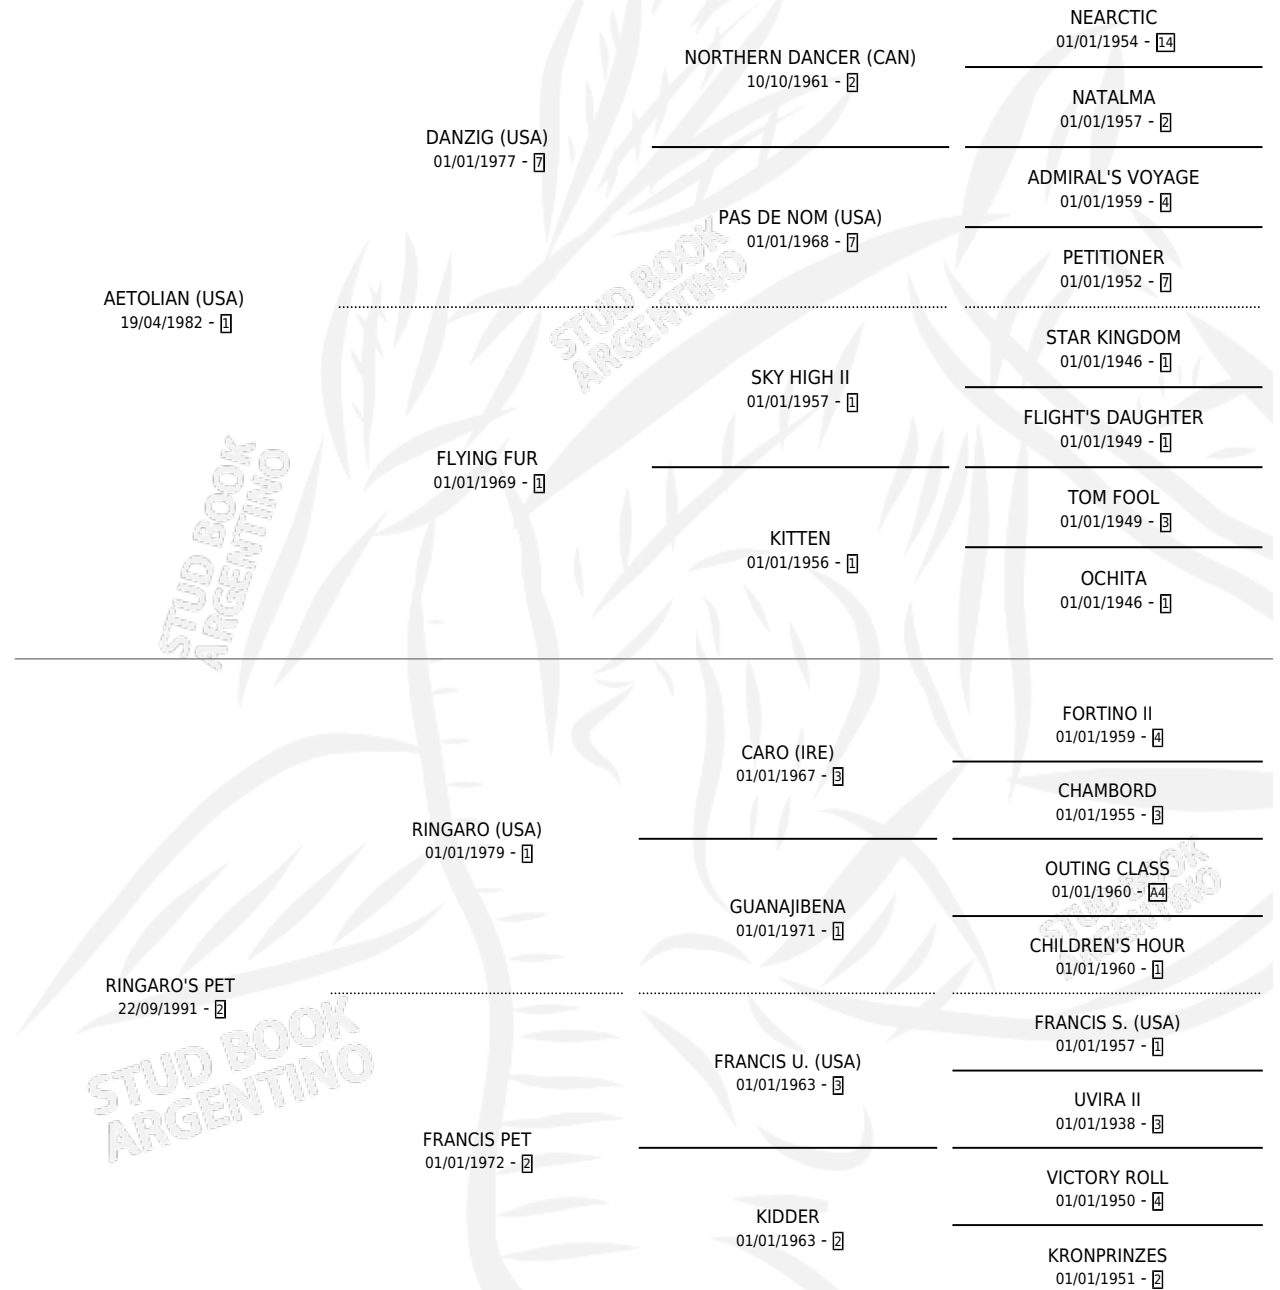 NEARCTIC
01/01/1954 - 14
NORTHERN DANCER (CAN)
10/10/1961 - 2
NATALMA
01/01/1957 - 2
DANZIG (USA)
01/01/1977 - 7
ADMIRAL'S VOYAGE
01/01/1959 - 4
PAS DE NOM (USA)
01/01/1968 - 7
PETITIONER
01/01/1952 - 7
AETOLIAN (USA)
19/04/1982 - 1
STUD BOOK
ARGENTINO
STAR KINGDOM
01/01/1946 - 1
SKY HIGH II
01/01/1957 - 1
FLIGHT'S DAUGHTER
01/01/1949 - 1
FLYING FUR
01/01/1969 - 1
TOM FOOL
01/01/1949 - 3
KITTEN
01/01/1956 - 1
OCHITA
01/01/1946 - 1
STUD BOOK
ARGENTINO
FORTINO II
01/01/1959 - 4
CARO (IRE)
01/01/1967 - 3
CHAMBORD
01/01/1955 - 3
RINGARO (USA)
01/01/1979 - 1
OUTING CLASS
01/01/1960 - A4
GUANAJIBENA
01/01/1971 - 1
STUD BOOK
ARGENTINO
CHILDREN'S HOUR
01/01/1960 - 1
RINGARO'S PET
22/09/1991 - 2
FRANCIS S. (USA)
01/01/1957 - 1
FRANCIS U. (USA)
01/01/1963 - 3
UVIRA II
01/01/1938 - 3
STUD BOOK
ARGENTINO
FRANCIS PET
01/01/1972 - 2
VICTORY ROLL
01/01/1950 - 4
KIDDER
01/01/1963 - 2
KRONPRINZES
01/01/1951 - 2